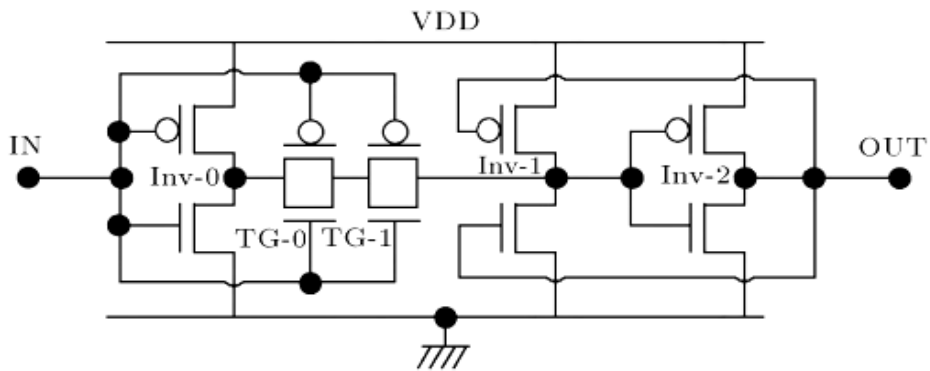 VDD
IN
Inv-0
TG-0
TG-1
Inv-1
Inv-2
OUT